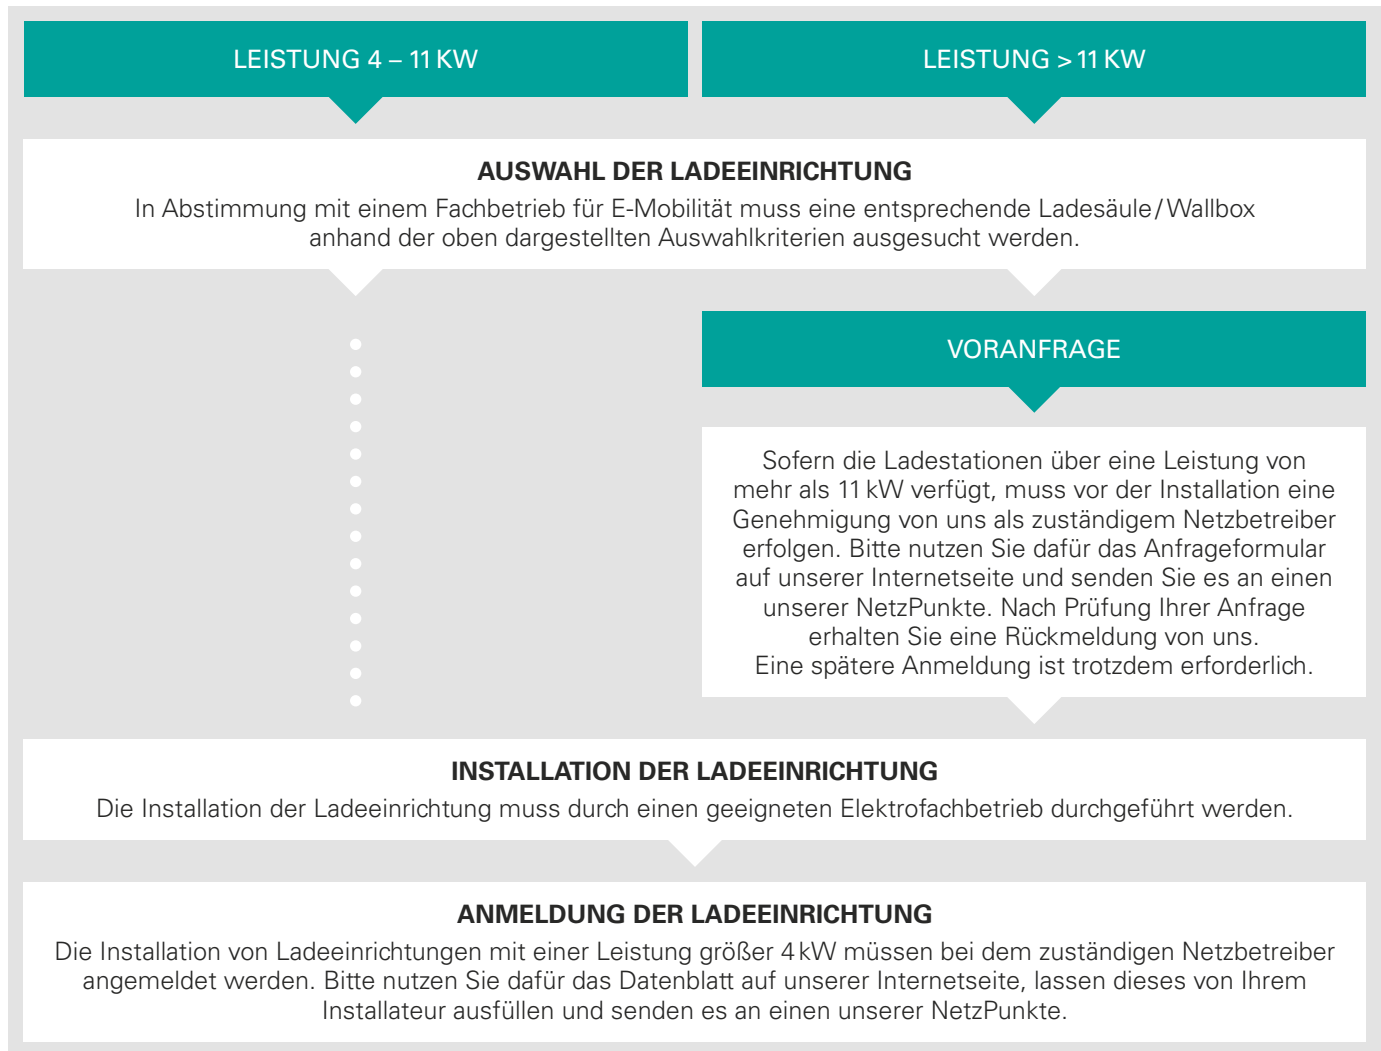 LEISTUNG 4 – 11 KW
LEISTUNG > 11 KW
AUSWAHL DER LADEEINRICHTUNG
In Abstimmung mit einem Fachbetrieb für E-Mobilität muss eine entsprechende Ladesäule/Wallbox
anhand der oben dargestellten Auswahlkriterien ausgesucht werden.
VORANFRAGE
Sofern die Ladestationen über eine Leistung von
mehr als 11 kW verfügt, muss vor der Installation eine
Genehmigung von uns als zuständigem Netzbetreiber
erfolgen. Bitte nutzen Sie dafür das Anfrageformular
auf unserer Internetseite und senden Sie es an einen
unserer NetzPunkte. Nach Prüfung Ihrer Anfrage
erhalten Sie eine Rückmeldung von uns.
Eine spätere Anmeldung ist trotzdem erforderlich.
INSTALLATION DER LADEEINRICHTUNG
Die Installation der Ladeeinrichtung muss durch einen geeigneten Elektrofachbetrieb durchgeführt werden.
ANMELDUNG DER LADEEINRICHTUNG
Die Installation von Ladeeinrichtungen mit einer Leistung größer 4 kW müssen bei dem zuständigen Netzbetreiber
angemeldet werden. Bitte nutzen Sie dafür das Datenblatt auf unserer Internetseite, lassen dieses von Ihrem
Installateur ausfüllen und senden es an einen unserer NetzPunkte.